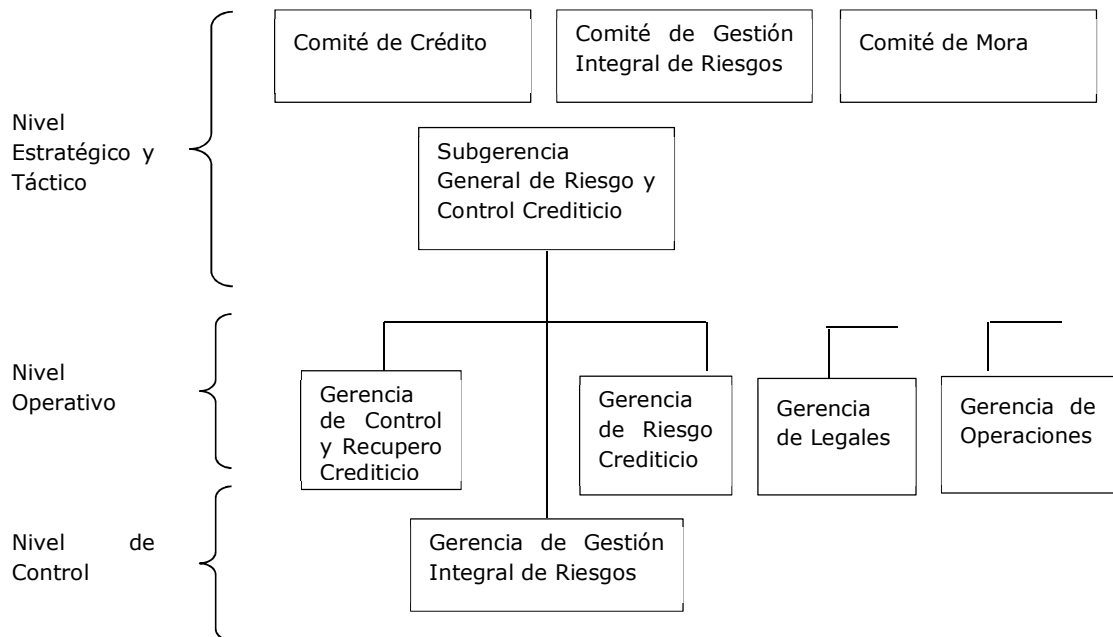 Comité de Crédito
Comité de Gestión
Integral de Riesgos
Comité de Mora
Nivel
Estratégico y
Táctico
Subgerencia
General de Riesgo y
Control Crediticio
Nivel
Operativo
Gerencia
de Control
y Recupero
Crediticio
Gerencia
de Riesgo
Crediticio
Gerencia
de Legales
Gerencia de
Operaciones
Nivel de
Control
Gerencia de Gestión
Integral de Riesgos